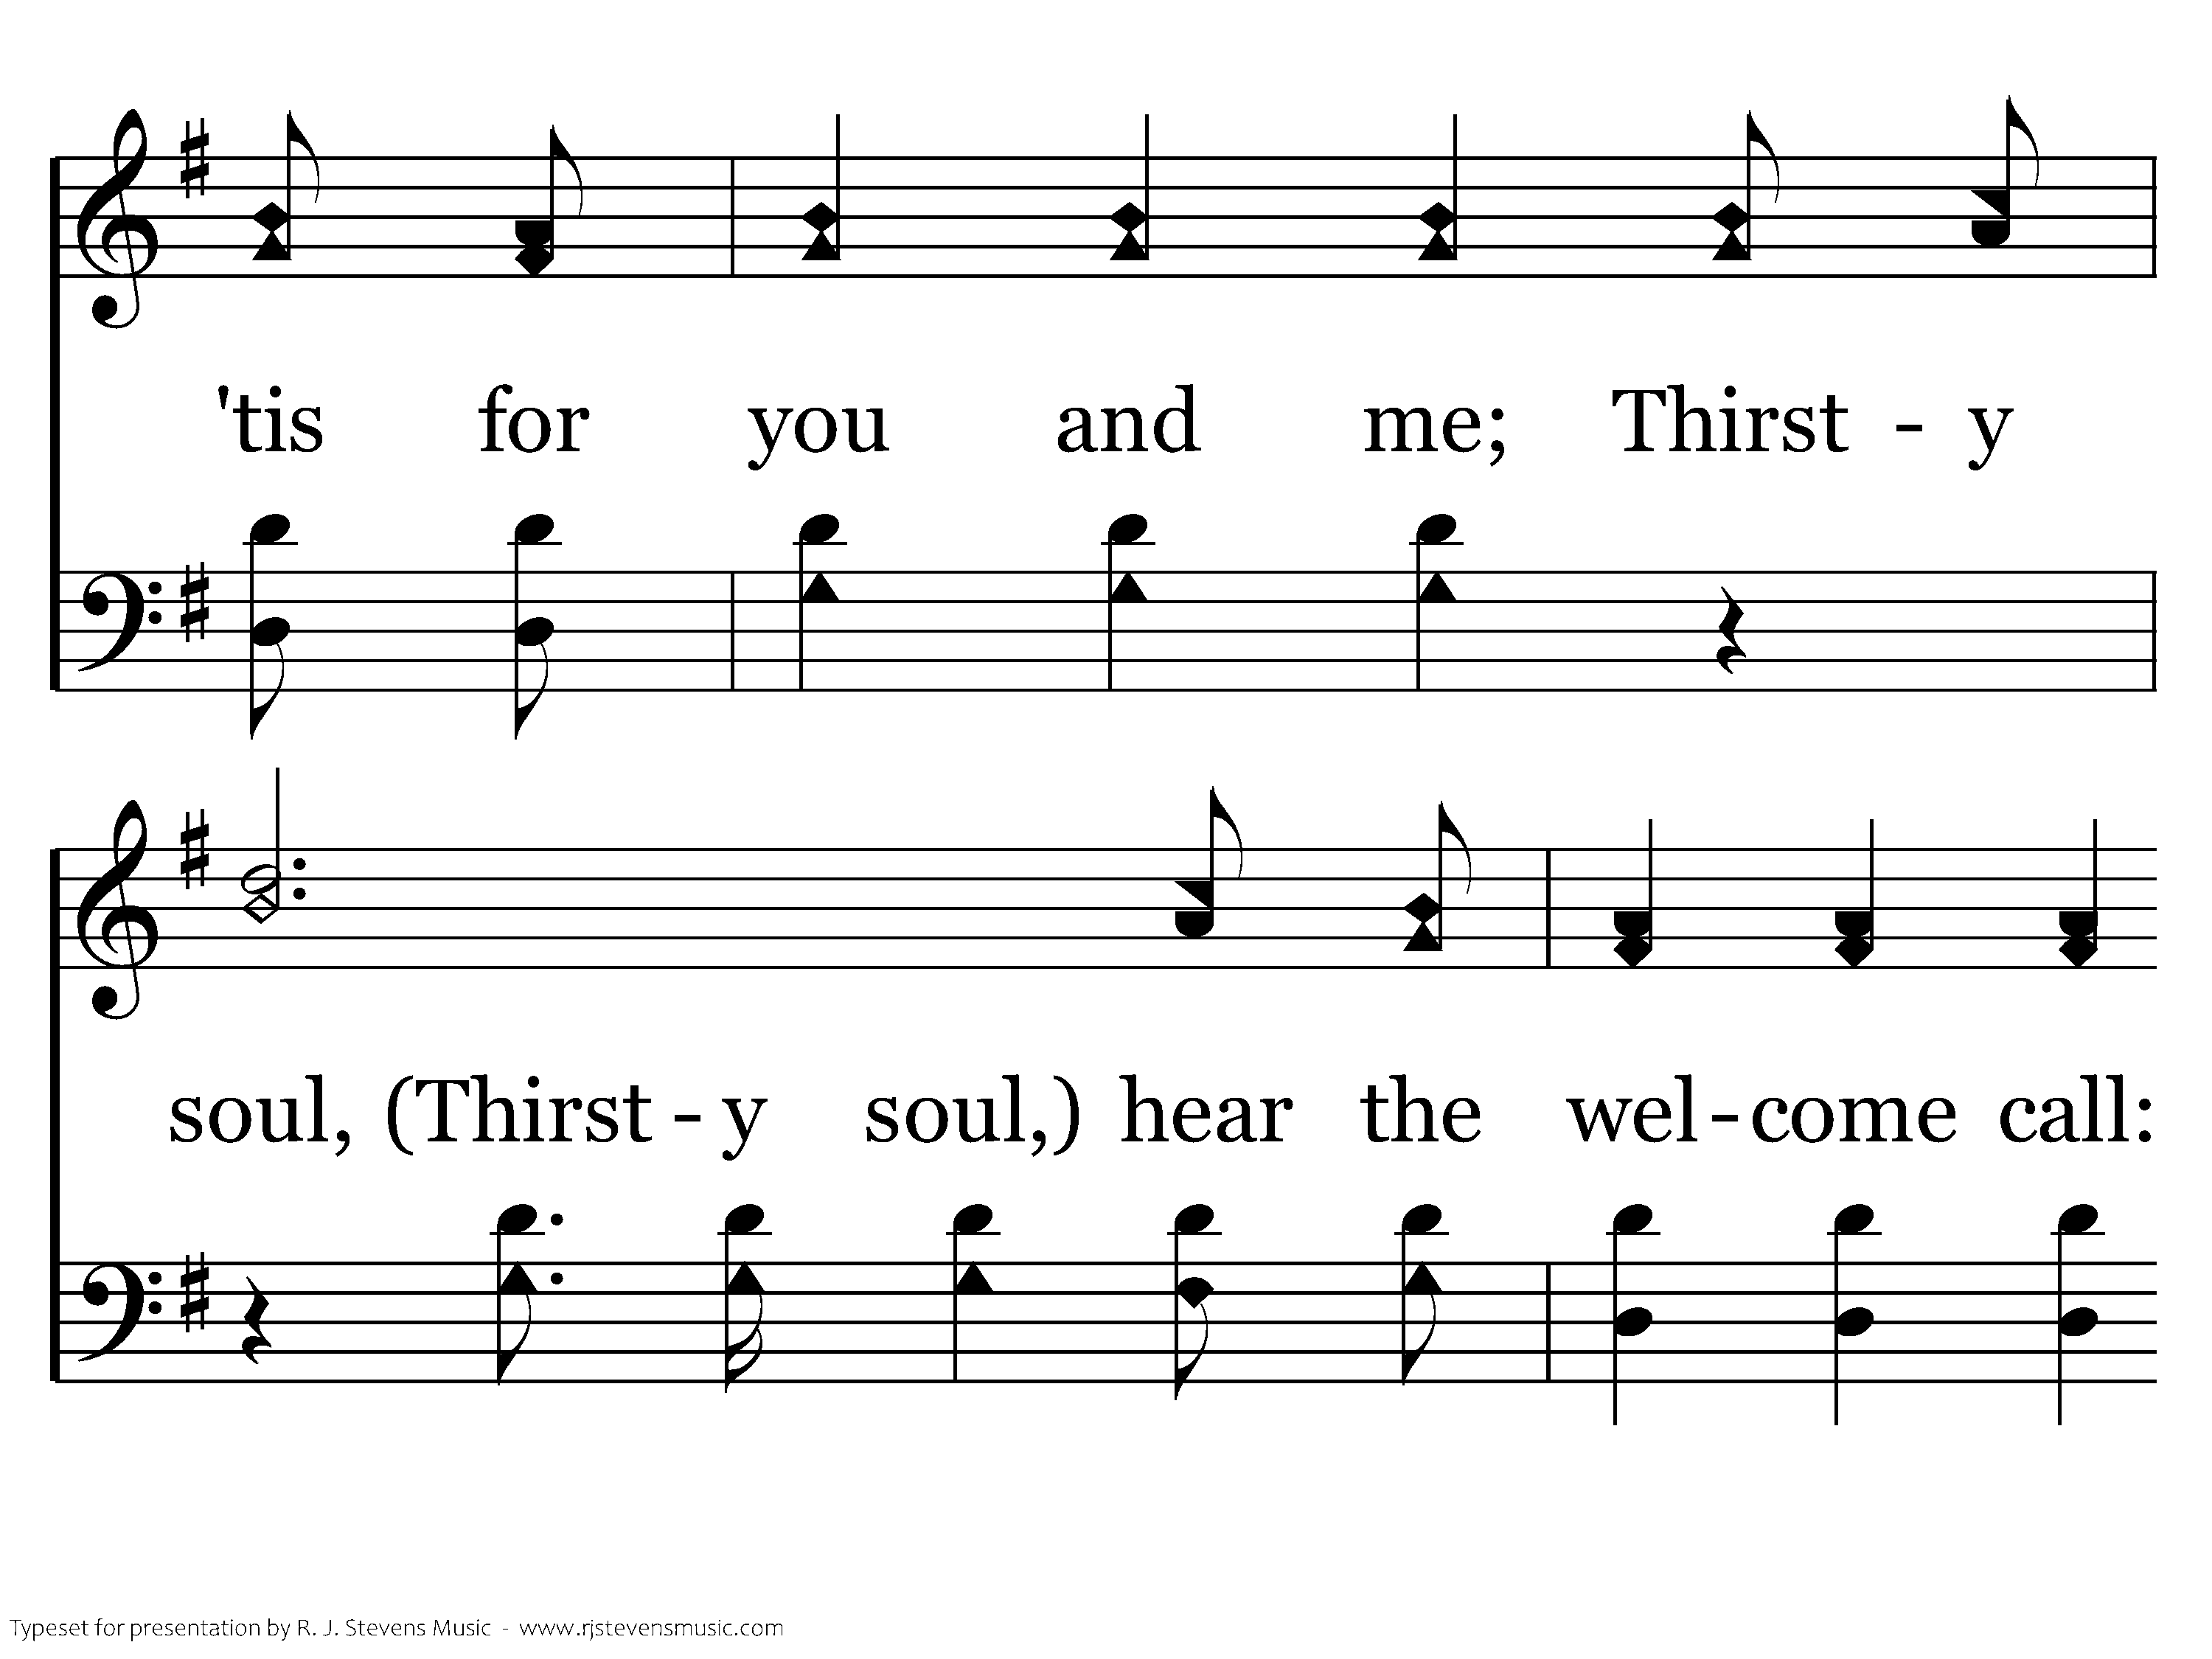 'tis for you and me; Thirst - y
soul, (Thirst - y soul,) hear the wel - come call:
Typeset for presentation by R. J. Stevens Music - www.rjstevensmusic.com